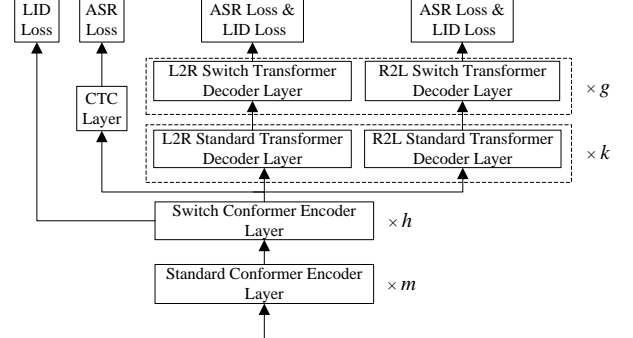 LID
Loss
ASR
Loss
ASR Loss &
LID Loss
ASR Loss &
LID Loss
L2R Switch Transformer
Decoder Layer
R2L Switch Transformer
Decoder Layer
× g
CTC
Layer
L2R Standard Transformer
Decoder Layer
R2L Standard Transformer
Decoder Layer
× k
Switch Conformer Encoder
Layer
× h
Standard Conformer Encoder
Layer
× m